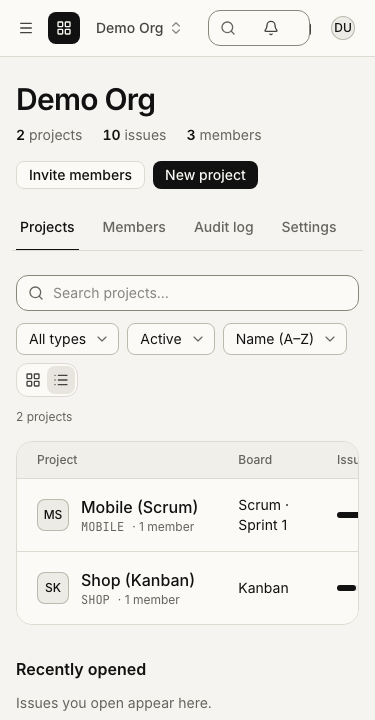 Demo Org
DU
Demo Org
2 projects 10 issues 3 members
Invite members New project
Projects Members Audit log Settings
Search projects...
All types Active Name (A–Z)
2 projects
Project Board
MS Mobile (Scrum) Scrum · Sprint 1
MOBILE · 1 member
SK Shop (Kanban) Kanban
SHOP · 1 member
Recently opened
Issues you open appear here.